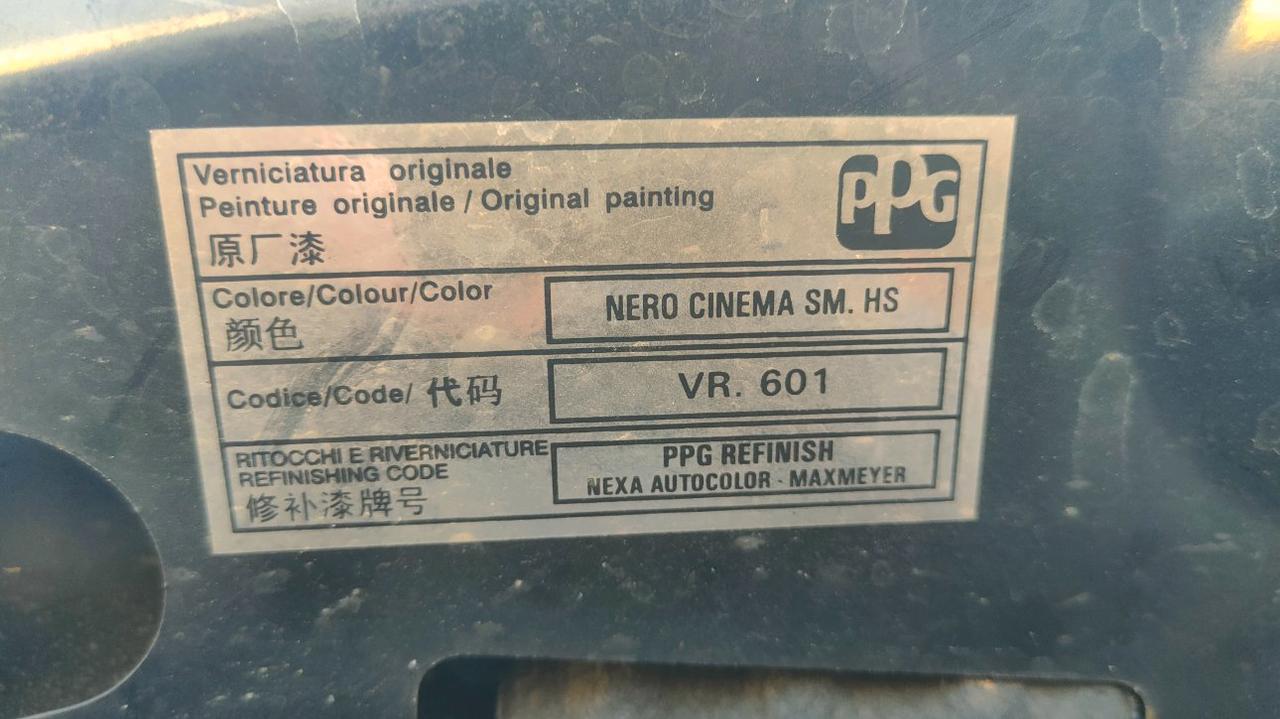 Verniciatura originale
Peinture originale / Original painting
原厂漆
PPG
Colore/Colour/Color
颜色
NERO CINEMA SM. HS
Codice/Code/ 代码
VR. 601
RITOCCHI E RIVERNICIATURE
REFINISHING CODE
修补漆牌号
PPG REFINISH
NEXA AUTOCOLOR - MAXMEYER